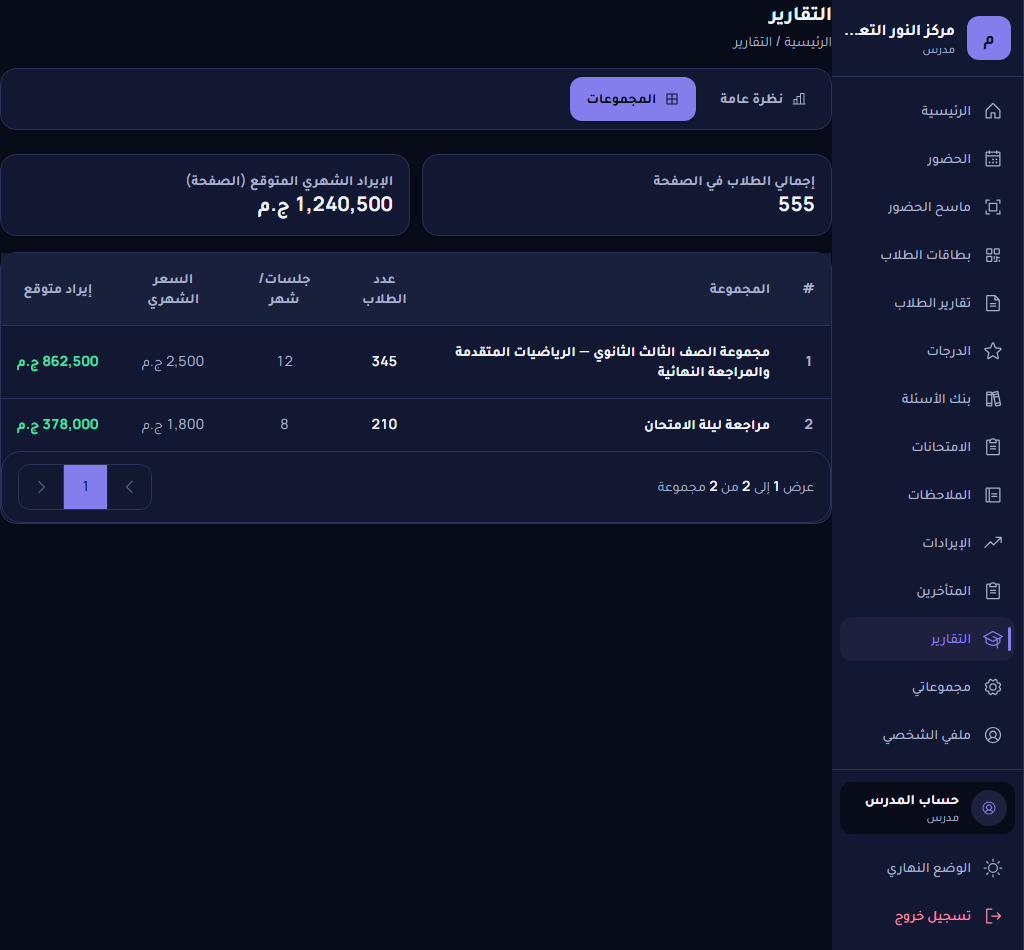 م
مركز النور التعـ...
مدرس
الرئيسية
الحضور
ماسح الحضور
بطاقات الطلاب
تقارير الطلاب
الدرجات
بنك الأسئلة
الامتحانات
الملاحظات
الإيرادات
المتأخرين
التقارير
مجموعاتي
ملفي الشخصي
حساب المدرس
مدرس
الوضع النهاري
تسجيل خروج
التقارير
الرئيسية / التقارير
نظرة عامة
المجموعات
إجمالي الطلاب في الصفحة
555
الإيراد الشهري المتوقع (الصفحة)
1,240,500 ج.م
# المجموعة عدد الطلاب جلسات/شهر السعر الشهري إيراد متوقع
1 مجموعة الصف الثالث الثانوي — الرياضيات المتقدمة
والمراجعة النهائية 345 12 2,500 ج.م 862,500 ج.م
2 مراجعة ليلة الامتحان 210 8 1,800 ج.م 378,000 ج.م
عرض 1 إلى 2 من 2 مجموعة
1